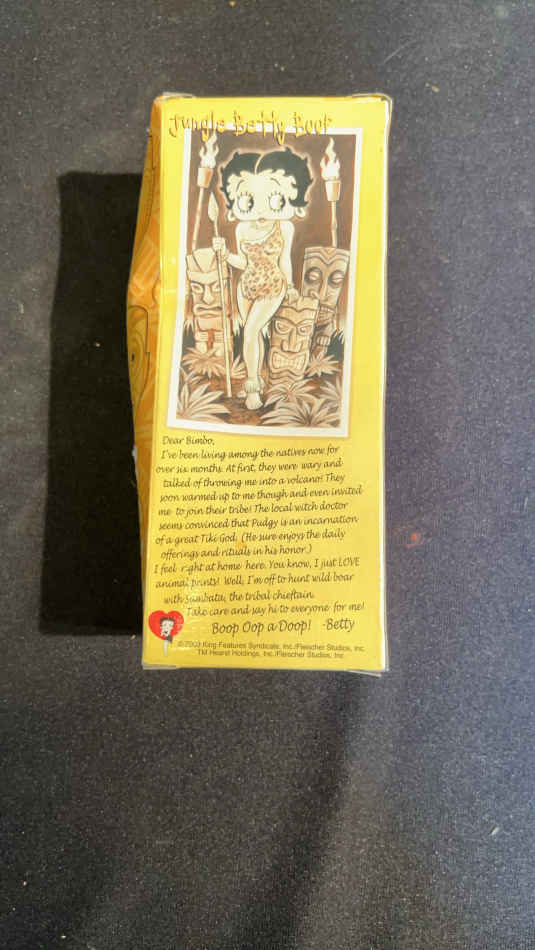 Jungle Betty Boop
Dear Bimbo,
I've been living among the natives now for
over six months. At first, they were wary and
talked of throwing me into a volcano! They
soon warmed up to me though and even invited
me to join their tribe! The local witch doctor
seems convinced that Pudgy is an incarnation
of a great Tiki God. (He sure enjoys the daily
offerings and rituals in his honor.)
I feel right at home here. You know, I just LOVE
animal prints! Well, I'm off to hunt wild boar
with Sumbata, the tribal chieftain.
Take care and say hi to everyone for me!
Boop Oop a Doop! -Betty
©2003 King Features Syndicate, Inc./Fleischer Studios, Inc.
TM Hearst Holdings, Inc./Fleischer Studios, Inc.